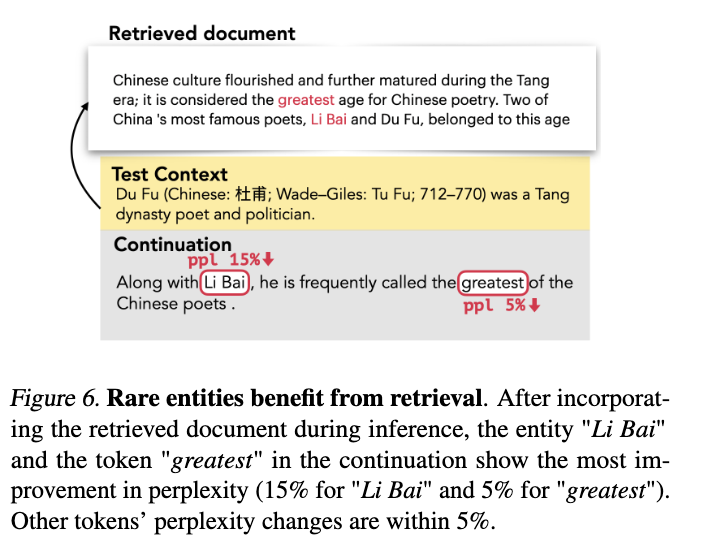 Retrieved document
Chinese culture flourished and further matured during the Tang
era; it is considered the greatest age for Chinese poetry. Two of
China 's most famous poets, Li Bai and Du Fu, belonged to this age
Test Context
Du Fu (Chinese: 杜甫; Wade–Giles: Tu Fu; 712–770) was a Tang
dynasty poet and politician.
Continuation
ppl 15%⬇
Along with Li Bai , he is frequently called the greatest of the
Chinese poets .
ppl 5%⬇
Figure 6. Rare entities benefit from retrieval. After incorporat-
ing the retrieved document during inference, the entity "Li Bai"
and the token "greatest" in the continuation show the most im-
provement in perplexity (15% for "Li Bai" and 5% for "greatest").
Other tokens’ perplexity changes are within 5%.